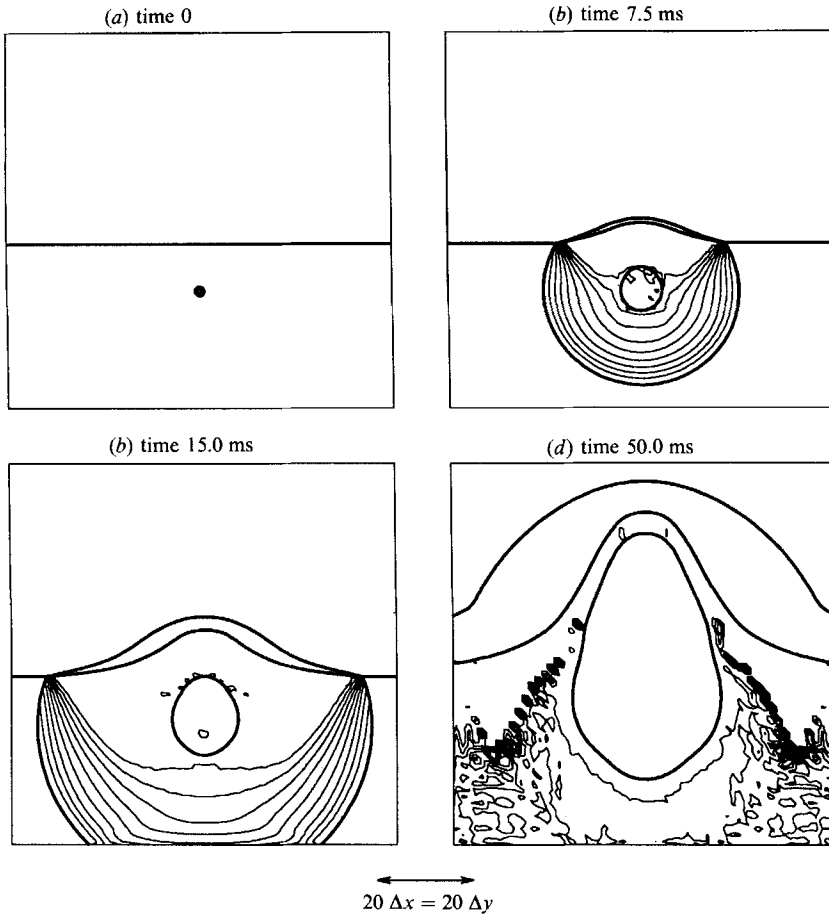 (a) time 0
(b) time 7.5 ms
(b) time 15.0 ms
(d) time 50.0 ms
20 Δx = 20 Δy